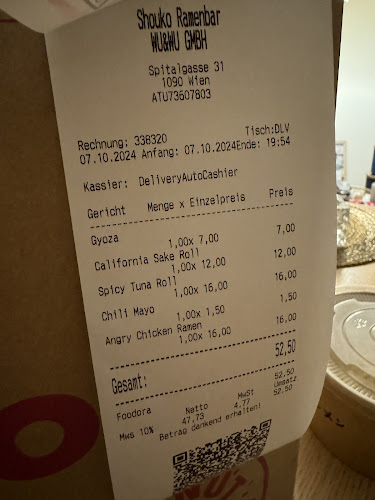 Shouko Ramenbar
WU&WU GMBH
Spitalgasse 31
1090 Wien
ATU73607803
Rechnung: 338320 Tisch:DLV
07.10.2024 Anfang: 07.10.2024Ende: 19:54
Kassier: DeliveryAutoCashier
Gericht Menge x Einzelpreis Preis
Gyoza
1,00x 7,00 7,00
California Sake Roll
1,00x 12,00 12,00
Spicy Tuna Roll
1,00x 16,00 16,00
Chili Mayo
1,00x 1,50 1,50
Angry Chicken Ramen
1,00x 16,00 16,00
Gesamt: 52,50
Foodora 52,50
Netto MwSt Umsatz
Mws 10% 47.73 4.77 52.50
Betrag dankend erhalten!